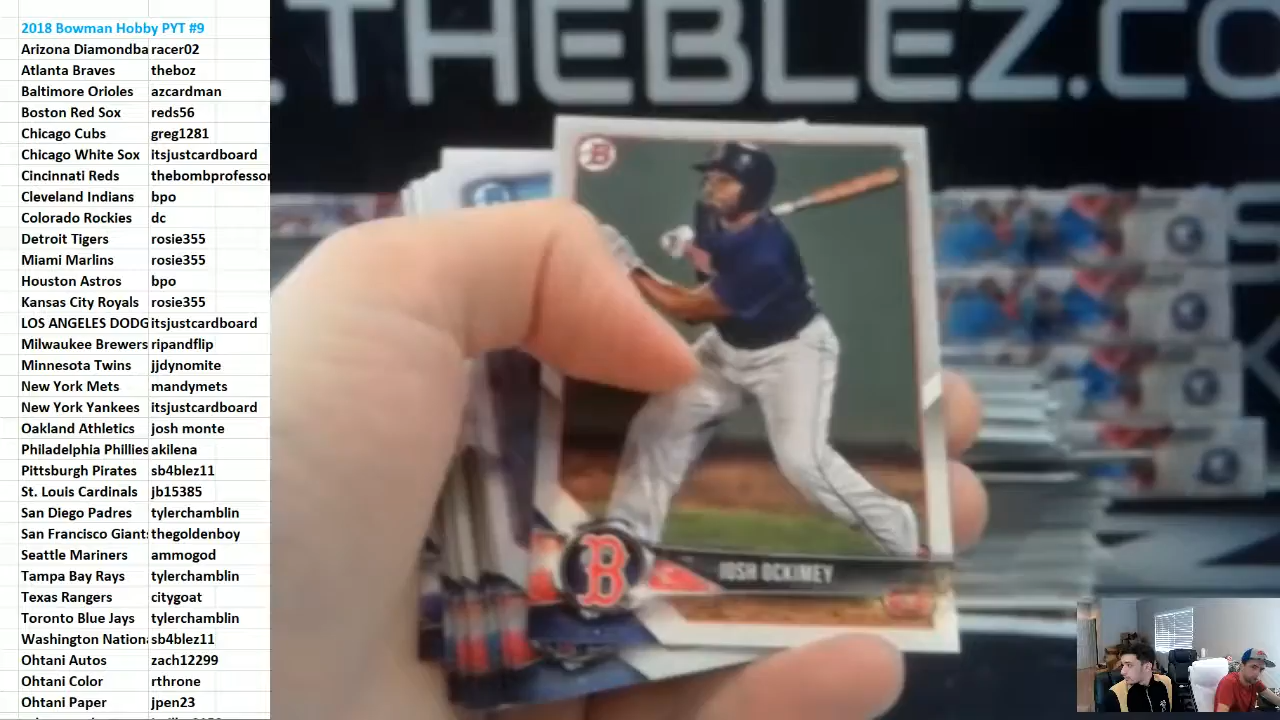 2018 Bowman Hobby PYT #9
Arizona Diamondba racer02
Atlanta Braves theboz
Baltimore Orioles azcardman
Boston Red Sox reds56
Chicago Cubs greg1281
Chicago White Sox itsjustcardboard
Cincinnati Reds thebombprofessor
Cleveland Indians bpo
Colorado Rockies dc
Detroit Tigers rosie355
Miami Marlins rosie355
Houston Astros bpo
Kansas City Royals rosie355
LOS ANGELES DODG itsjustcardboard
Milwaukee Brewers ripandflip
Minnesota Twins jjdynomite
New York Mets mandymets
New York Yankees itsjustcardboard
Oakland Athletics josh monte
Philadelphia Phillies akilena
Pittsburgh Pirates sb4blez11
St. Louis Cardinals jb15385
San Diego Padres tylerchamblin
San Francisco Giants thegoldenboy
Seattle Mariners ammogod
Tampa Bay Rays tylerchamblin
Texas Rangers citygoat
Toronto Blue Jays tylerchamblin
Washington Nation sb4blez11
Ohtani Autos zach12299
Ohtani Color rthrone
Ohtani Paper jpen23
.THEBLEZ.CO
B
B
JOSH OCKIMEY